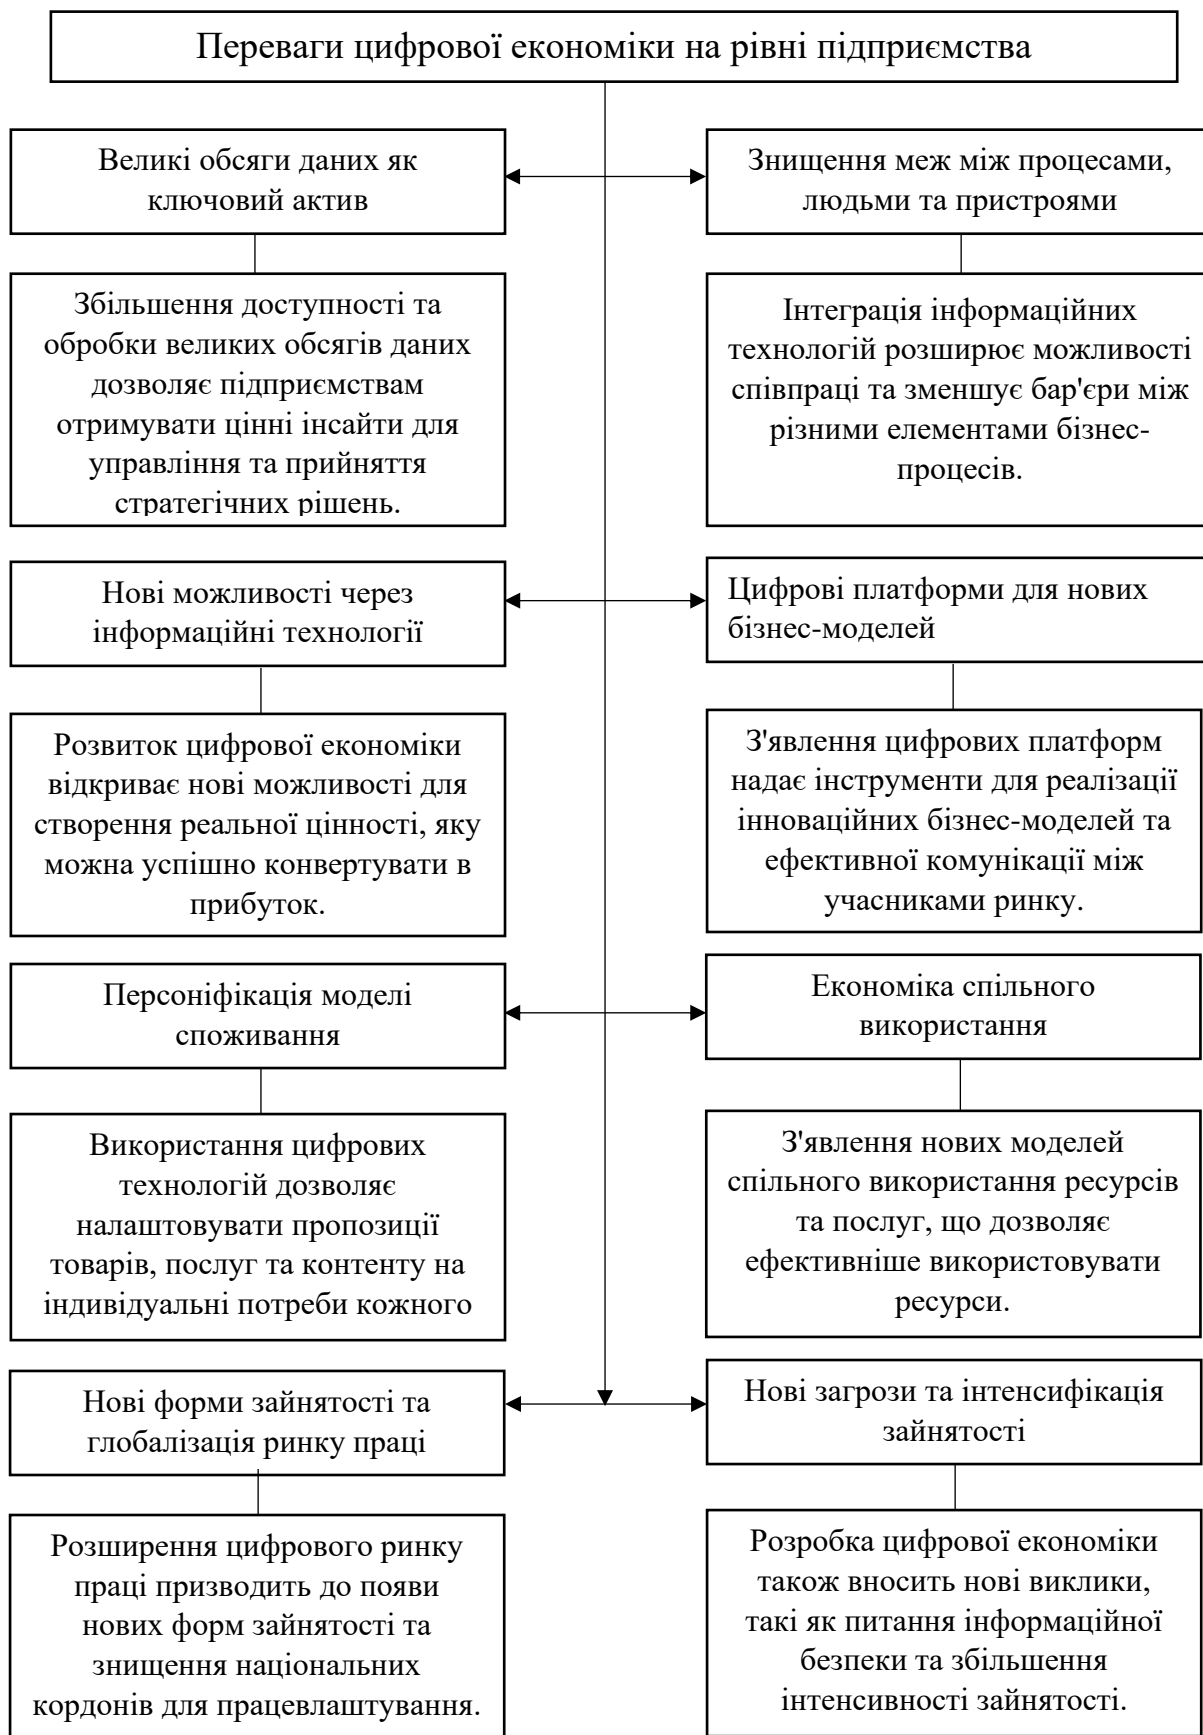 Переваги цифрової економіки на рівні підприємства
Великі обсяги даних як
ключовий актив
Знищення меж між процесами,
людьми та пристроями
Збільшення доступності та
обробки великих обсягів даних
дозволяє підприємствам
отримувати цінні інсайти для
управління та прийняття
стратегічних рішень.
Інтеграція інформаційних
технологій розширює можливості
співпраці та зменшує бар'єри між
різними елементами бізнес-
процесів.
Нові можливості через
інформаційні технології
Цифрові платформи для нових
бізнес-моделей
Розвиток цифрової економіки
відкриває нові можливості для
створення реальної цінності, яку
можна успішно конвертувати в
прибуток.
З'явлення цифрових платформ
надає інструменти для реалізації
інноваційних бізнес-моделей та
ефективної комунікації між
учасниками ринку.
Персоніфікація моделі
споживання
Економіка спільного
використання
Використання цифрових
технологій дозволяє
налаштовувати пропозиції
товарів, послуг та контенту на
індивідуальні потреби кожного
З'явлення нових моделей
спільного використання ресурсів
та послуг, що дозволяє
ефективніше використовувати
ресурси.
Нові форми зайнятості та
глобалізація ринку праці
Нові загрози та інтенсифікація
зайнятості
Розширення цифрового ринку
праці призводить до появи
нових форм зайнятості та
знищення національних
кордонів для працевлаштування.
Розробка цифрової економіки
також вносить нові виклики,
такі як питання інформаційної
безпеки та збільшення
інтенсивності зайнятості.